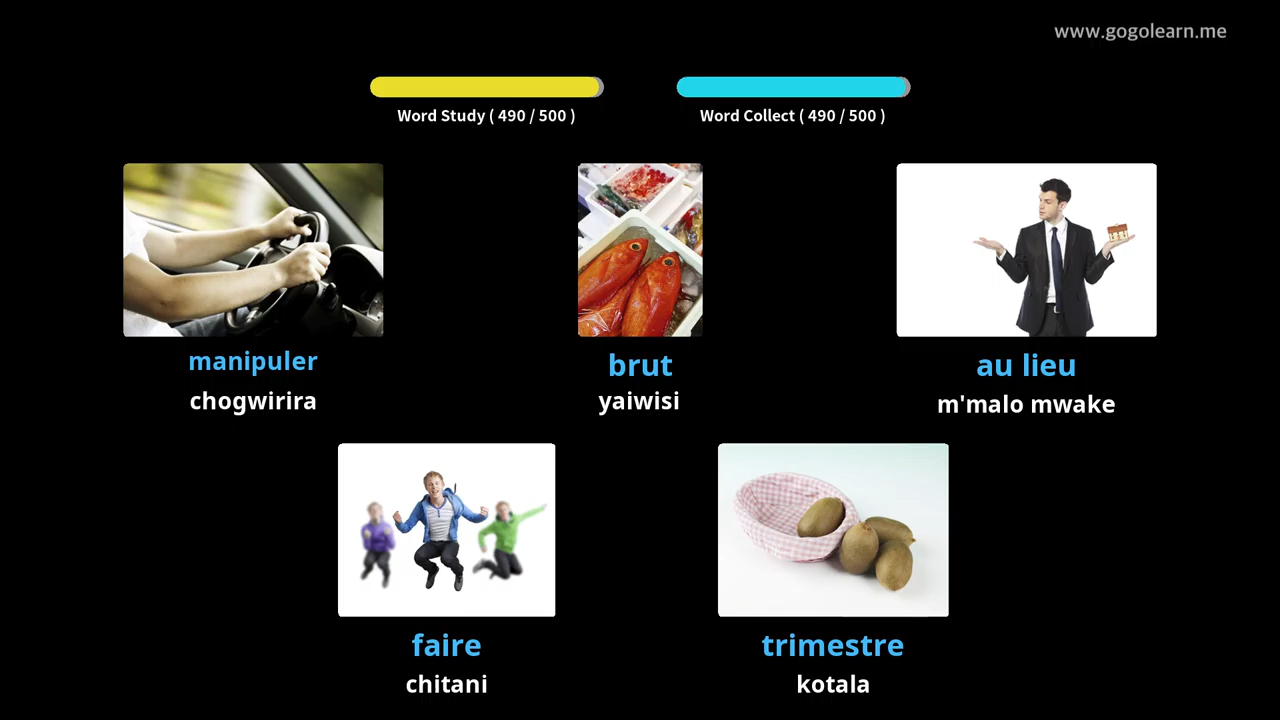 www.gogolearn.me
Word Study ( 490 / 500 )
Word Collect ( 490 / 500 )
manipuler
chogwirira
brut
yaiwisi
au lieu
m'malo mwake
faire
chitani
trimestre
kotala